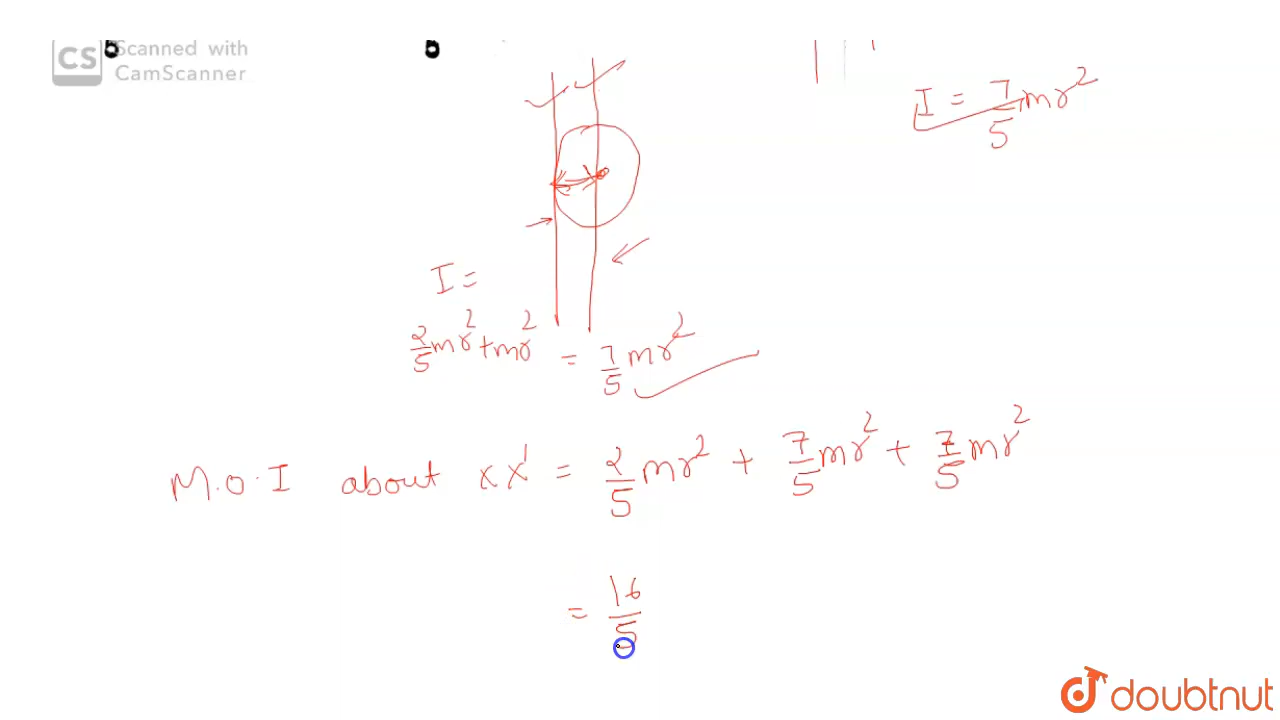 Scanned with
CS CamScanner
I = 7/5 mr²
I =
2/5 mr² + mr² = 7/5 mr²
M.O.I about xx' = 2/5 mr² + 7/5 mr² + 7/5 mr²
= 16/5
doubtnut